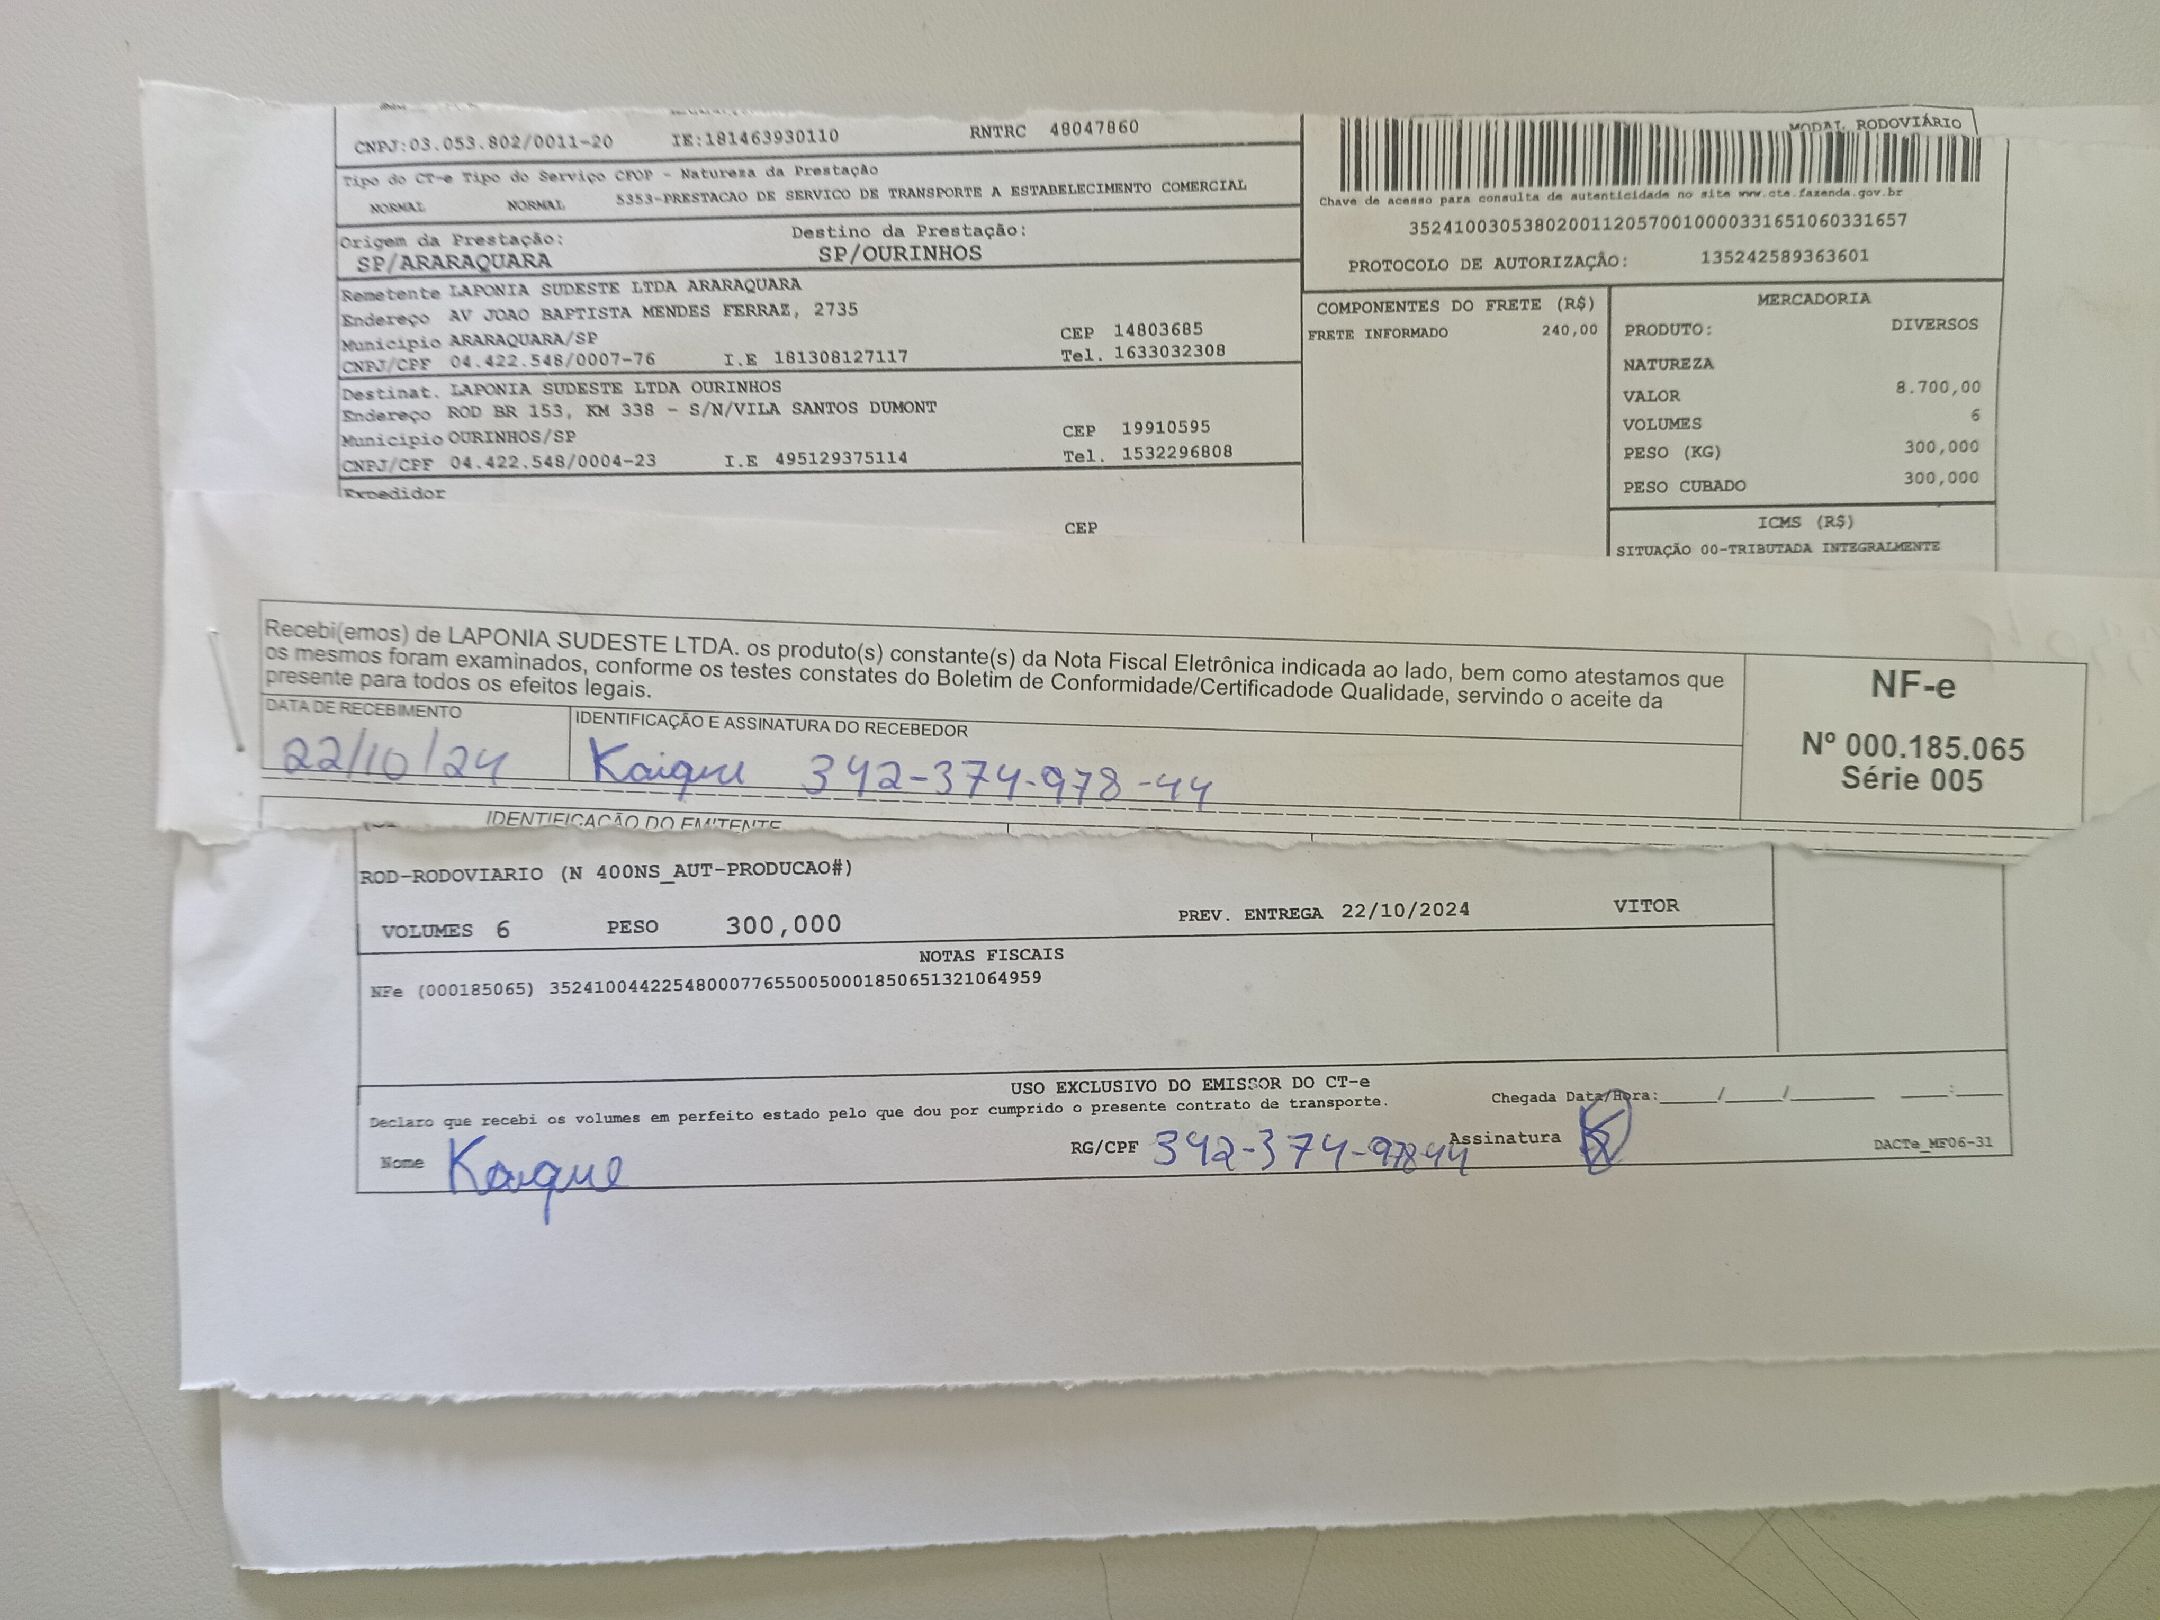 CNPJ:03.053.802/0011-20 IE:181463930110 RNTRC 48047860
Tipo do CT-e Tipo do Serviço CFOP - Natureza da Prestação
NORMAL NORMAL 5353-PRESTACAO DE SERVICO DE TRANSPORTE A ESTABELECIMENTO COMERCIAL
Origem da Prestação: Destino da Prestação:
SP/ARARAQUARA SP/OURINHOS
Remetente LAPONIA SUDESTE LTDA ARARAQUARA
Endereço AV JOAO BAPTISTA MENDES FERRAZ, 2735
Municipio ARARAQUARA/SP CEP 14803685
CNPJ/CPF 04.422.548/0007-76 I.E 181308127117 Tel. 1633032308
Destinat. LAPONIA SUDESTE LTDA OURINHOS
Endereço ROD BR 153, KM 338 - S/N/VILA SANTOS DUMONT
Municipio OURINHOS/SP CEP 19910595
CNPJ/CPF 04.422.548/0004-23 I.E 495129375114 Tel. 1532296808
Expedidor
CEP
MODAL RODOVIÁRIO
Chave de acesso para consulta de autenticidade no site www.cte.fazenda.gov.br
35241003053802001120570010000331651060331657
PROTOCOLO DE AUTORIZAÇÃO: 135242589363601
COMPONENTES DO FRETE (R$)
FRETE INFORMADO 240,00
MERCADORIA
PRODUTO: DIVERSOS
NATUREZA
VALOR 8.700,00
VOLUMES 6
PESO (KG) 300,000
PESO CUBADO 300,000
ICMS (R$)
SITUAÇÃO 00-TRIBUTADA INTEGRALMENTE
Recebi(emos) de LAPONIA SUDESTE LTDA. os produto(s) constante(s) da Nota Fiscal Eletrônica indicada ao lado, bem como atestamos que
os mesmos foram examinados, conforme os testes constates do Boletim de Conformidade/Certificadode Qualidade, servindo o aceite da
presente para todos os efeitos legais.
DATA DE RECEBIMENTO IDENTIFICAÇÃO E ASSINATURA DO RECEBEDOR
22/10/24 Kaique 342-374-978-44
NF-e
Nº 000.185.065
Série 005
IDENTIFICAÇÃO DO EMITENTE
ROD-RODOVIARIO (N 400NS_AUT-PRODUCAO#)
VOLUMES 6 PESO 300,000 PREV. ENTREGA 22/10/2024 VITOR
NOTAS FISCAIS
NFe (000185065) 35241004422548000776550050001850651321064959
USO EXCLUSIVO DO EMISSOR DO CT-e
Declaro que recebi os volumes em perfeito estado pelo que dou por cumprido o presente contrato de transporte. Chegada Data/Hora:_____/_____/_______ ____:____
Nome Kaique RG/CPF 342-374-97844 Assinatura K DACTe_MF06-31